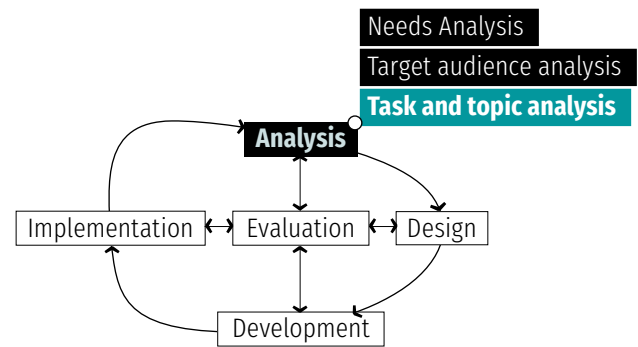 Needs Analysis
Target audience analysis
Task and topic analysis
Analysis
Implementation
Evaluation
Design
Development